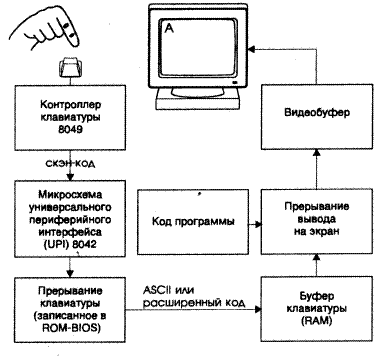 А
Контроллер
клавиатуры
8049
скэн-код
Микросхема
универсального
периферийного
интерфейса
(UPI) 8042
Прерывание
клавиатуры
(записанное в
ROM-BIOS)
ASCII или
расширенный код
Буфер
клавиатуры
(RAM)
Код программы
Прерывание
вывода
на экран
Видеобуфер